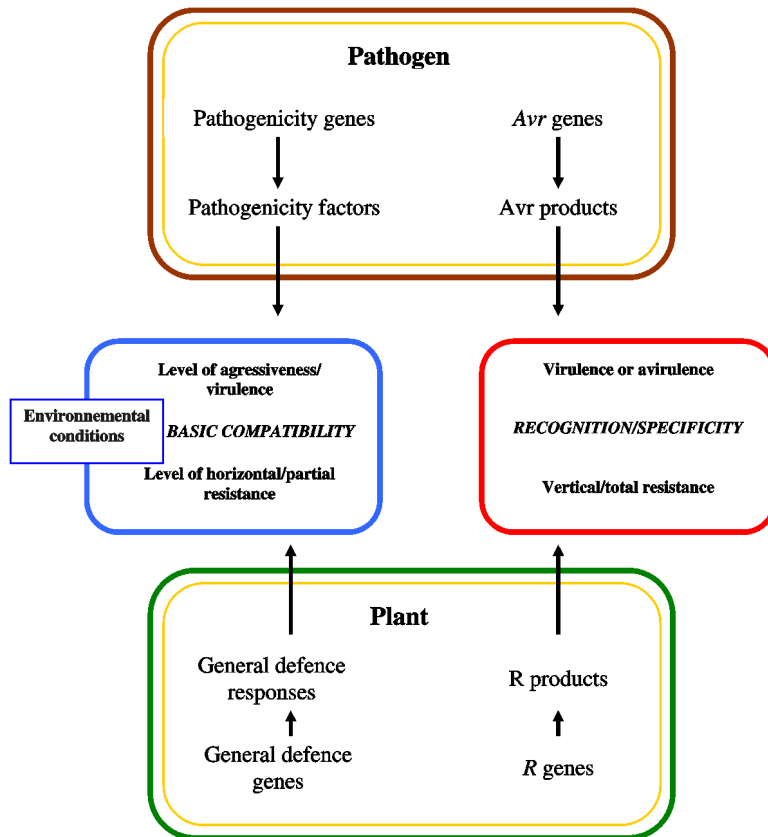 Pathogen
Pathogenicity genes
Avr genes
Pathogenicity factors
Avr products
Level of agressiveness/
virulence
BASIC COMPATIBILITY
Level of horizontal/partial
resistance
Environnemental
conditions
Virulence or avirulence
RECOGNITION/SPECIFICITY
Vertical/total resistance
Plant
General defence
responses
R products
General defence
genes
R genes